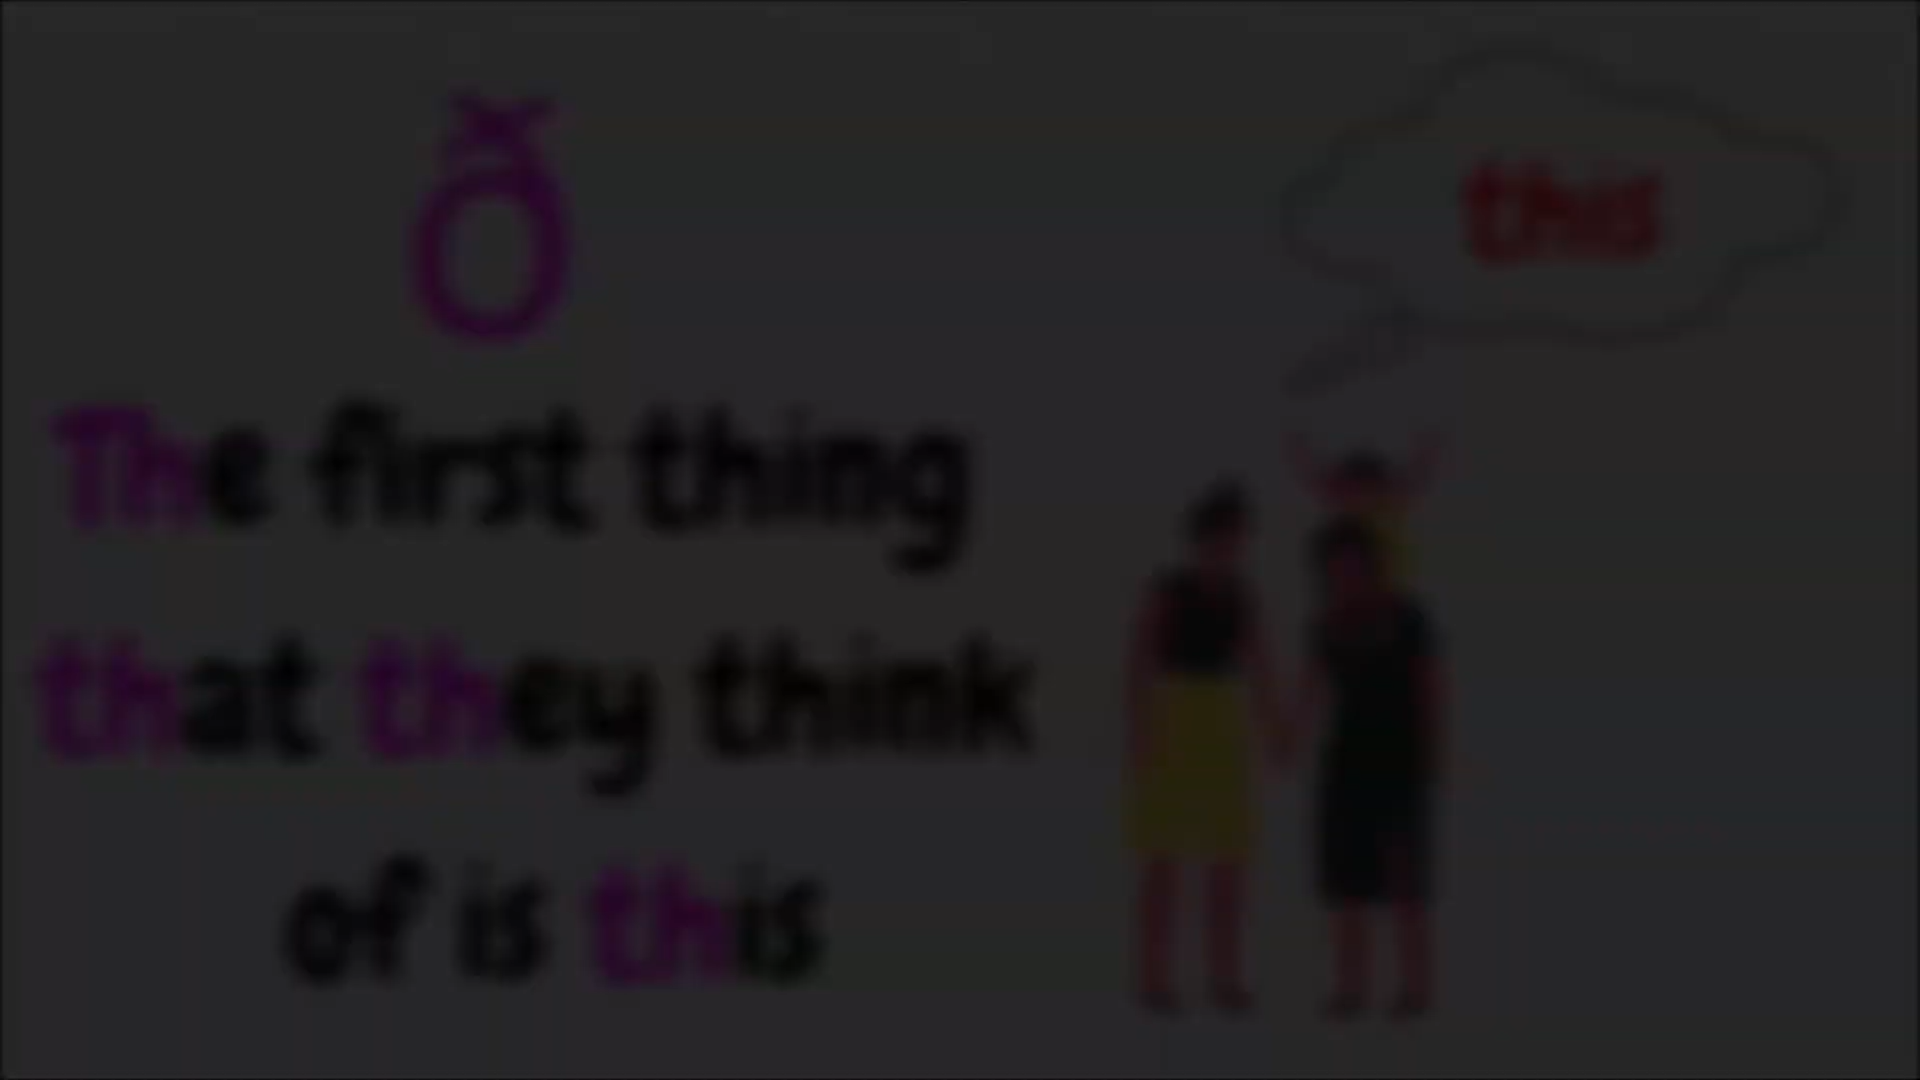 ð
this
The first thing
that they think
of is this